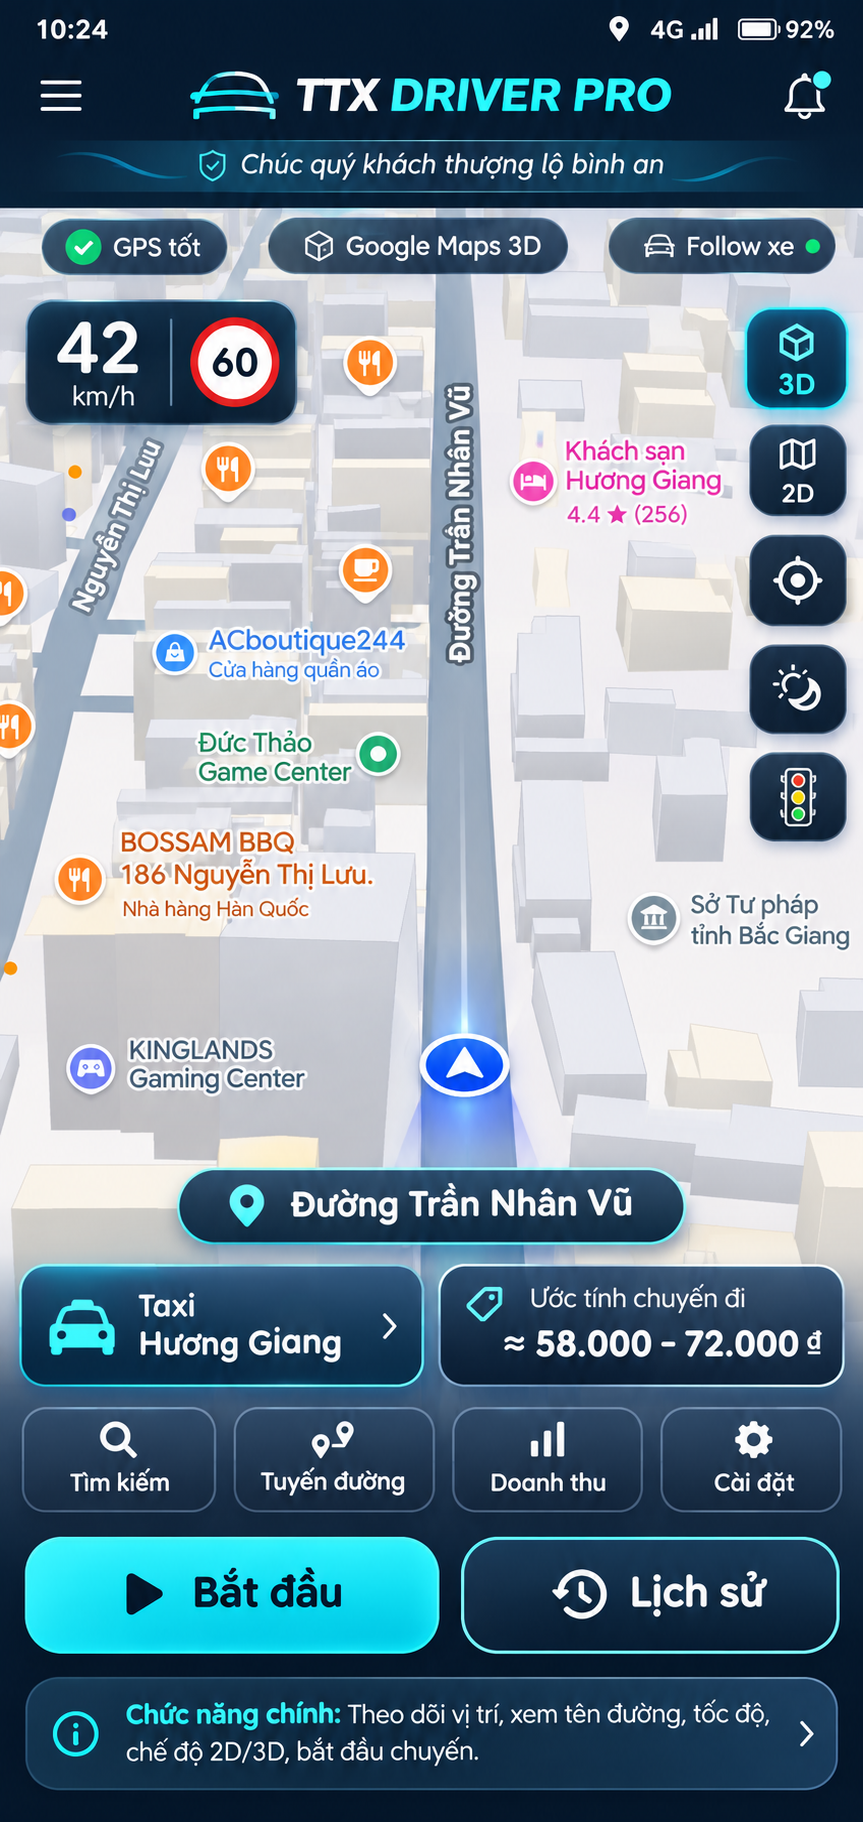 10:24
4G
92%
TTX DRIVER PRO
Chúc quý khách thượng lộ bình an
GPS tốt
Google Maps 3D
Follow xe
42
km/h
60
3D
2D
Nguyễn Thị Lưu
Đường Trần Nhân Vũ
Khách sạn
Hương Giang
4.4 ★ (256)
ACboutique244
Cửa hàng quần áo
Đức Thảo
Game Center
BOSSAM BBQ
186 Nguyễn Thị Lưu.
Nhà hàng Hàn Quốc
Sở Tư pháp
tỉnh Bắc Giang
KINGLANDS
Gaming Center
Đường Trần Nhân Vũ
Taxi
Hương Giang
Ước tính chuyến đi
≈ 58.000 - 72.000 ₫
Tìm kiếm
Tuyến đường
Doanh thu
Cài đặt
Bắt đầu
Lịch sử
Chức năng chính: Theo dõi vị trí, xem tên đường, tốc độ,
chế độ 2D/3D, bắt đầu chuyến.